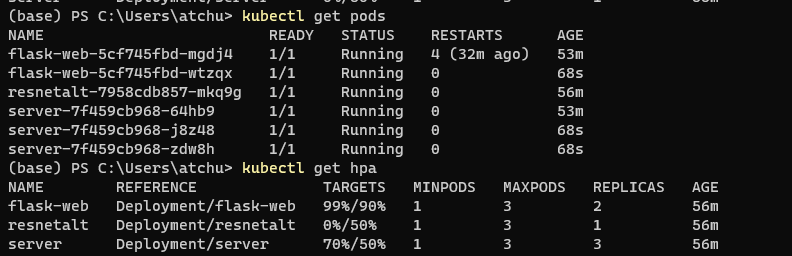 (base) PS C:\Users\atchu> kubectl get pods
NAME READY STATUS RESTARTS AGE
flask-web-5cf745fbd-mgdj4 1/1 Running 4 (32m ago) 53m
flask-web-5cf745fbd-wtzqx 1/1 Running 0 68s
resnetalt-7958cdb857-mkq9g 1/1 Running 0 56m
server-7f459cb968-64hb9 1/1 Running 0 53m
server-7f459cb968-j8z48 1/1 Running 0 68s
server-7f459cb968-zdw8h 1/1 Running 0 68s
(base) PS C:\Users\atchu> kubectl get hpa
NAME REFERENCE TARGETS MINPODS MAXPODS REPLICAS AGE
flask-web Deployment/flask-web 99%/90% 1 3 2 56m
resnetalt Deployment/resnetalt 0%/50% 1 3 1 56m
server Deployment/server 70%/50% 1 3 3 56m